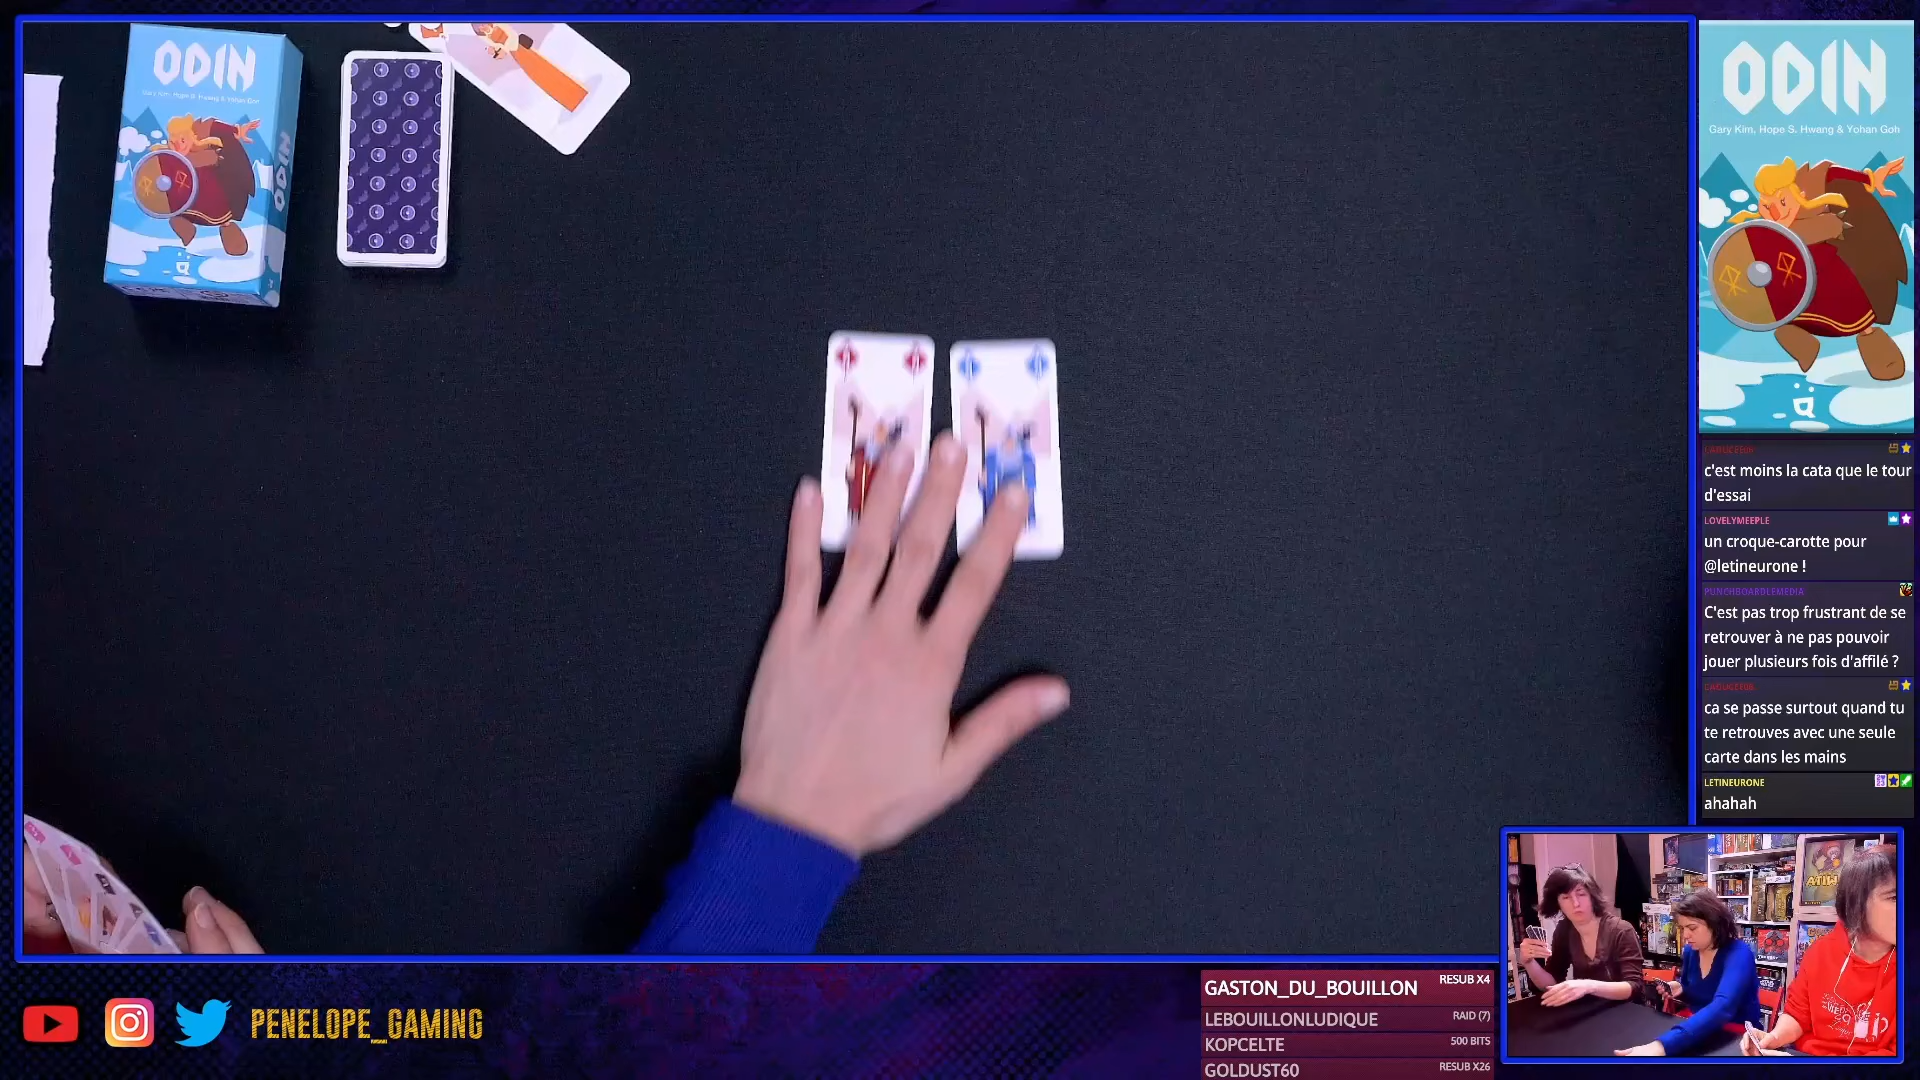 ODIN
ODIN
ODIN
Gary Kim, Hope S. Hwang & Yohan Goh
c'est moins la cata que le tour
d'essai
LOVELYMEEPLE
un croque-carotte pour
@letineurone !
PUNCHBOARDLEMEDIA
C'est pas trop frustrant de se
retrouver à ne pas pouvoir
jouer plusieurs fois d'affilé ?
ca se passe surtout quand tu
te retrouves avec une seule
carte dans les mains
LETINEURONE
ahahah
ATIW
PENELOPE_GAMING
GASTON_DU_BOUILLON RESUB X4
LEBOUILLONLUDIQUE RAID (7)
KOPCELTE 500 BITS
GOLDUST60 RESUB X26